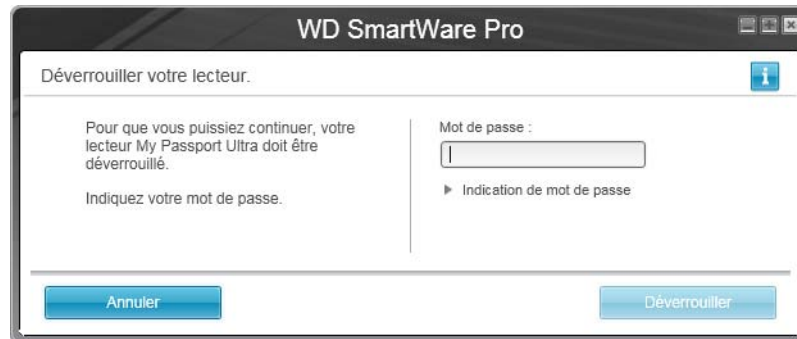 WD SmartWare Pro
Déverrouiller votre lecteur.
Pour que vous puissiez continuer, votre
lecteur My Passport Ultra doit être
déverrouillé.
Indiquez votre mot de passe.
Mot de passe :
Indication de mot de passe
Annuler
Déverrouiller